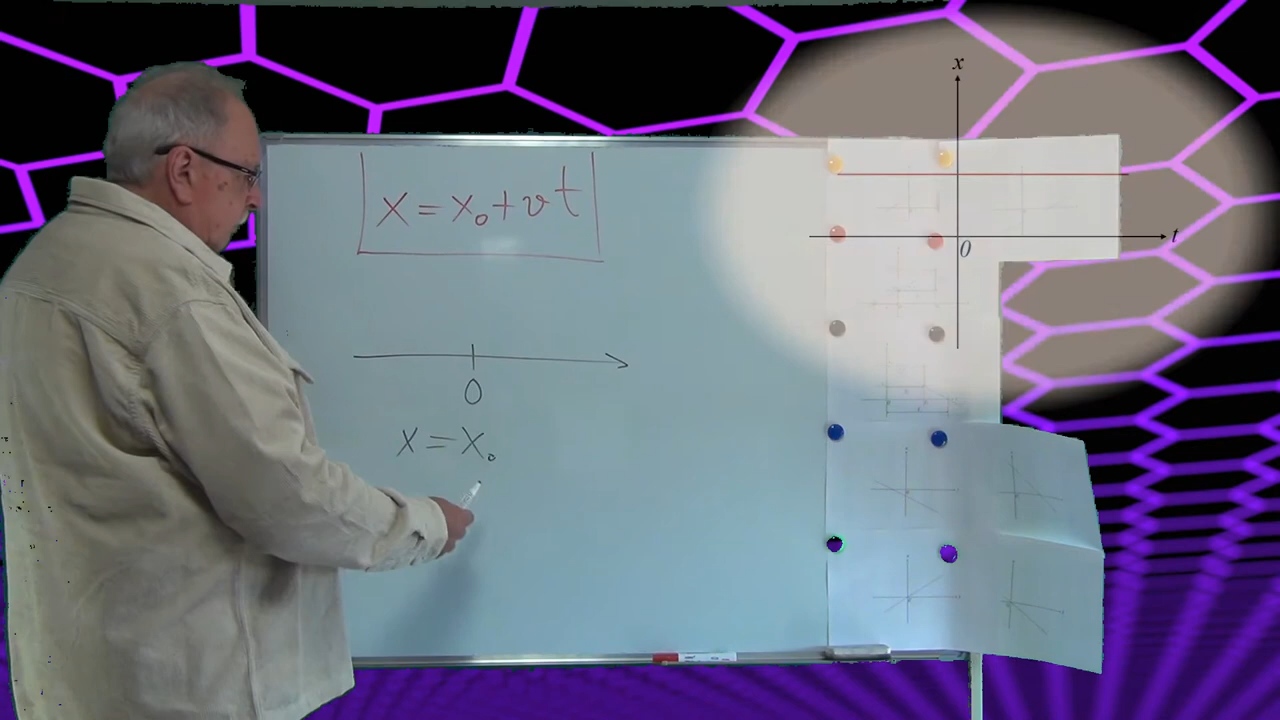 x = x₀ + vt
0
x = x₀
x
0
t